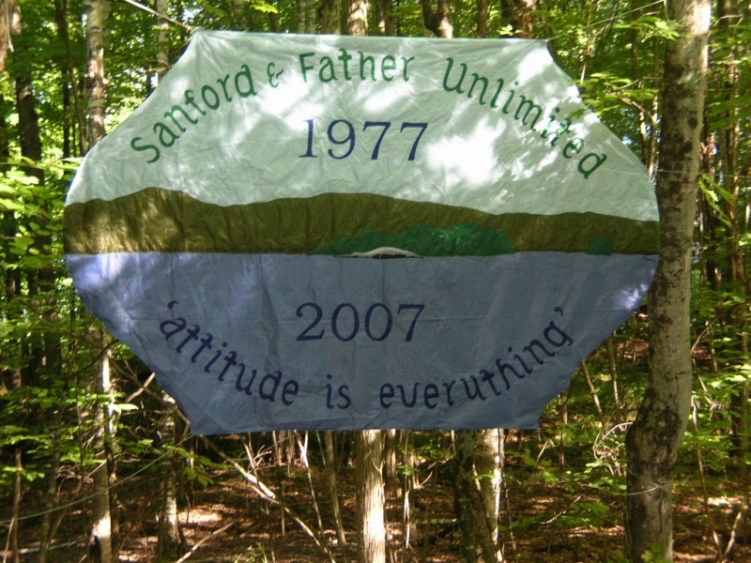 Sanford & Father Unlimited
1977
2007
'attitude is everything'